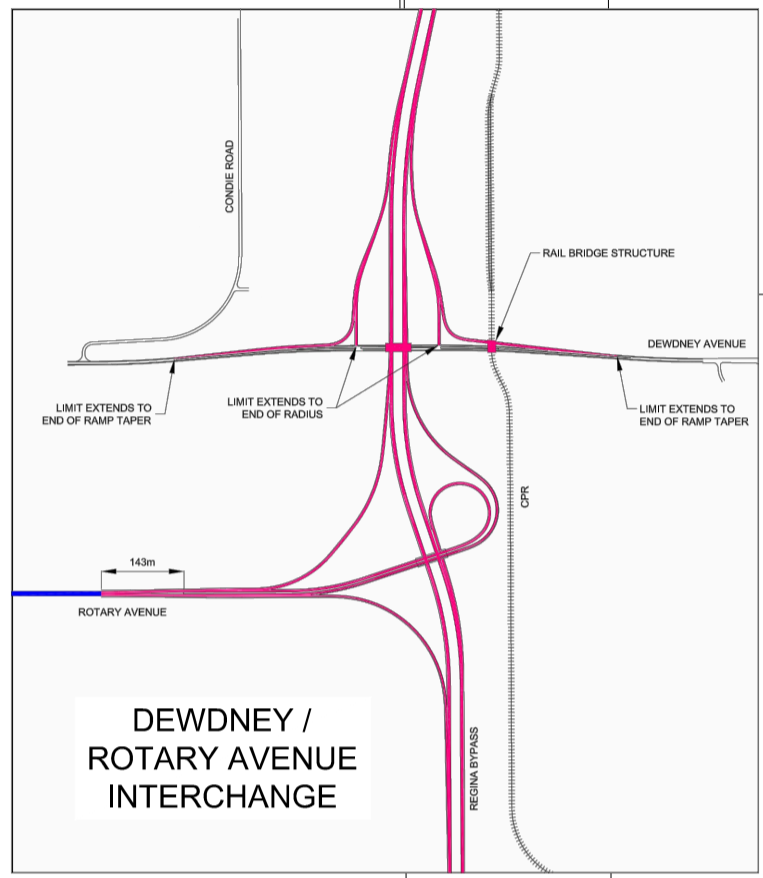 CONDIE ROAD
RAIL BRIDGE STRUCTURE
DEWDNEY AVENUE
LIMIT EXTENDS TO
END OF RAMP TAPER
LIMIT EXTENDS TO
END OF RADIUS
LIMIT EXTENDS TO
END OF RAMP TAPER
CPR
143m
ROTARY AVENUE
REGINA BYPASS
DEWDNEY /
ROTARY AVENUE
INTERCHANGE